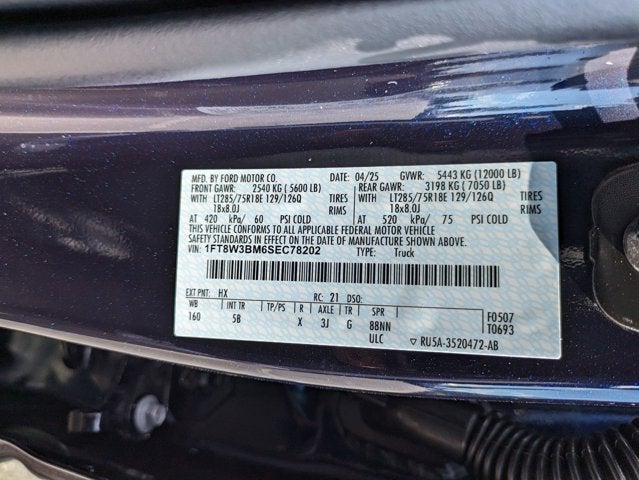 MFD. BY FORD MOTOR CO. 04/25 GVWR: 5443 KG (12000 LB)
FRONT GAWR: 2540 KG (5600 LB) REAR GAWR: 3198 KG (7050 LB)
WITH LT285/75R18E 129/126Q TIRES WITH LT285/75R18E 129/126Q TIRES
18x8.0J RIMS 18x8.0J RIMS
AT 420 kPa/ 60 PSI COLD AT 520 kPa/ 75 PSI COLD
THIS VEHICLE CONFORMS TO ALL APPLICABLE FEDERAL MOTOR VEHICLE
SAFETY STANDARDS IN EFFECT ON THE DATE OF MANUFACTURE SHOWN ABOVE.
VIN: 1FT8W3BM6SEC78202 TYPE: Truck
EXT PNT: HX RC: 21 DSO:
WB INT TR TP/PS R AXLE TR SPR F0507
160 5B X 3J G 88NN T0693
ULC ▽ RU5A-3520472-AB